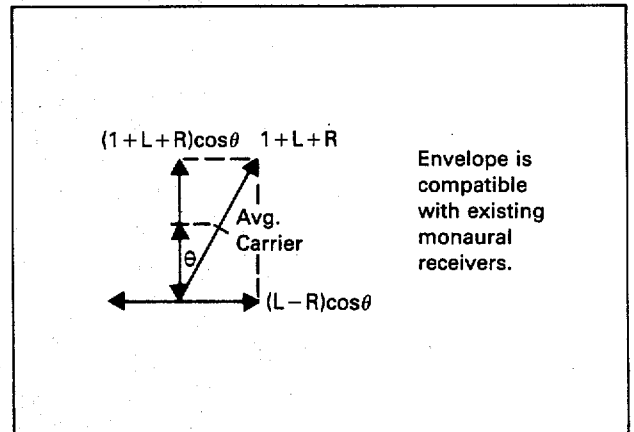 (1+L+R)cosθ 1+L+R
Avg.
Carrier
θ
(L−R)cosθ
Envelope is
compatible
with existing
monaural
receivers.